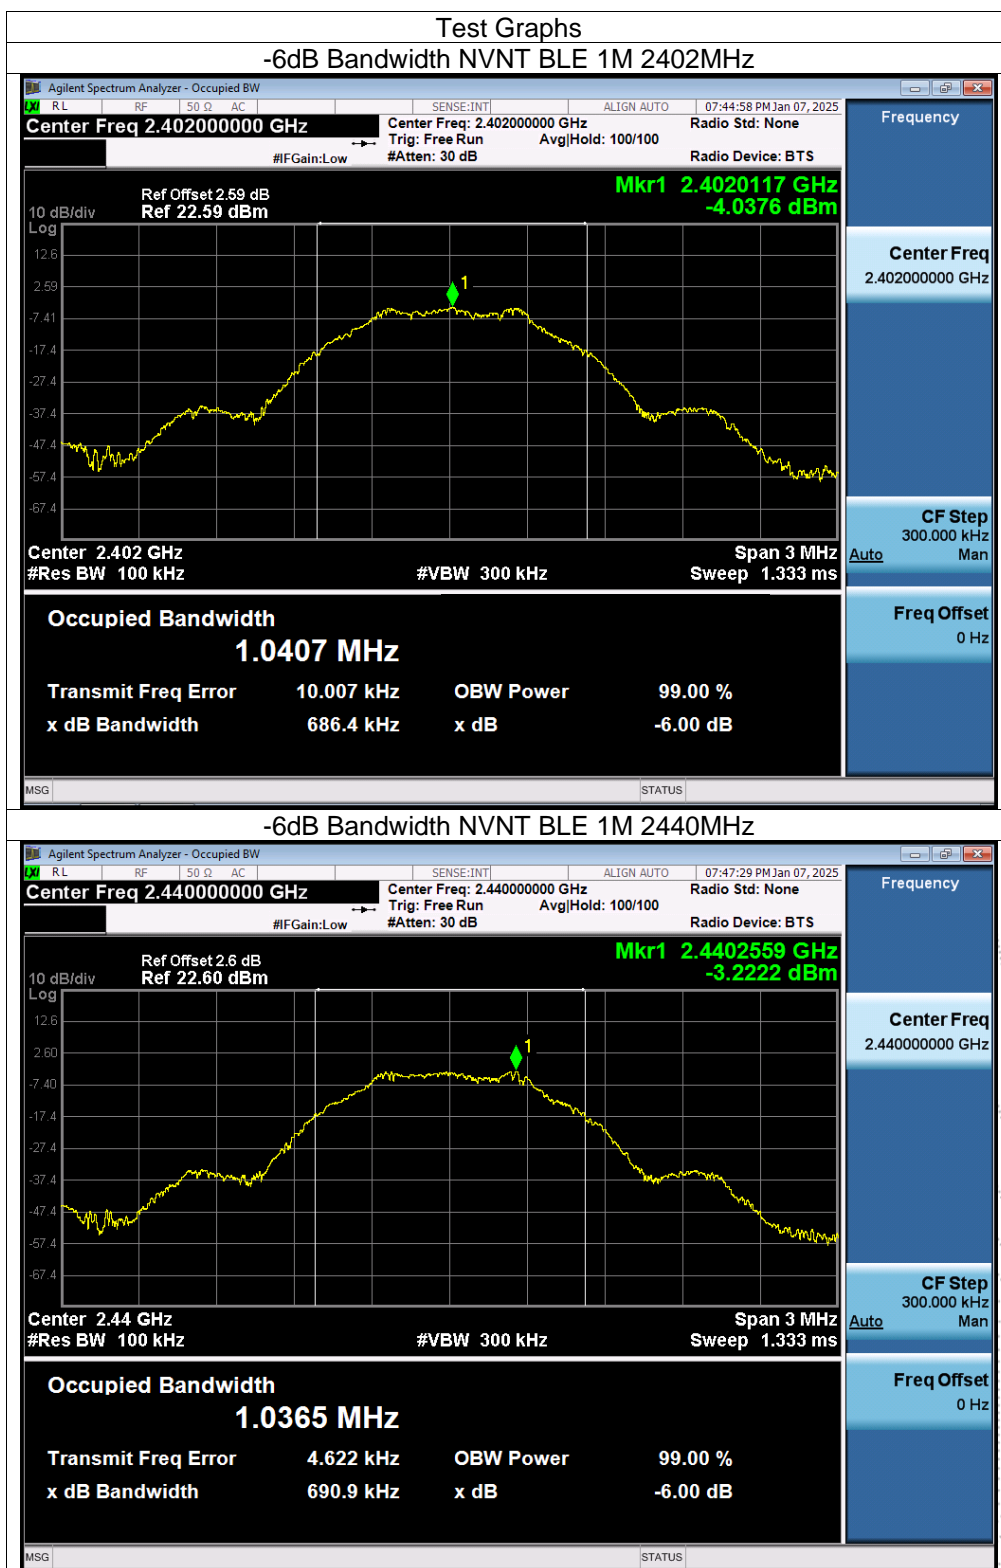 Test Graphs
-6dB Bandwidth NVNT BLE 1M 2402MHz
Agilent Spectrum Analyzer - Occupied BW
LXI RL RF 50 Ω AC SENSE:INT ALIGN AUTO 07:44:58 PM Jan 07, 2025
Center Freq 2.402000000 GHz
Center Freq: 2.402000000 GHz
Radio Std: None
Trig: Free Run Avg|Hold: 100/100
#IFGain:Low #Atten: 30 dB Radio Device: BTS
Frequency
Mkr1 2.4020117 GHz
-4.0376 dBm
Ref Offset 2.59 dB
10 dB/div Ref 22.59 dBm
Log
12.6
2.59
-7.41
-17.4
-27.4
-37.4
-47.4
-57.4
-67.4
1
Center 2.402 GHz Span 3 MHz
#Res BW 100 kHz #VBW 300 kHz Sweep 1.333 ms
Center Freq
2.402000000 GHz
CF Step
300.000 kHz
Auto Man
Freq Offset
0 Hz
Occupied Bandwidth
1.0407 MHz
Transmit Freq Error 10.007 kHz OBW Power 99.00 %
x dB Bandwidth 686.4 kHz x dB -6.00 dB
MSG STATUS
-6dB Bandwidth NVNT BLE 1M 2440MHz
Agilent Spectrum Analyzer - Occupied BW
LXI RL RF 50 Ω AC SENSE:INT ALIGN AUTO 07:47:29 PM Jan 07, 2025
Center Freq 2.440000000 GHz
Center Freq: 2.440000000 GHz
Radio Std: None
Trig: Free Run Avg|Hold: 100/100
#IFGain:Low #Atten: 30 dB Radio Device: BTS
Frequency
Mkr1 2.4402559 GHz
-3.2222 dBm
Ref Offset 2.6 dB
10 dB/div Ref 22.60 dBm
Log
12.6
2.60
-7.40
-17.4
-27.4
-37.4
-47.4
-57.4
-67.4
1
Center 2.44 GHz Span 3 MHz
#Res BW 100 kHz #VBW 300 kHz Sweep 1.333 ms
Center Freq
2.440000000 GHz
CF Step
300.000 kHz
Auto Man
Freq Offset
0 Hz
Occupied Bandwidth
1.0365 MHz
Transmit Freq Error 4.622 kHz OBW Power 99.00 %
x dB Bandwidth 690.9 kHz x dB -6.00 dB
MSG STATUS